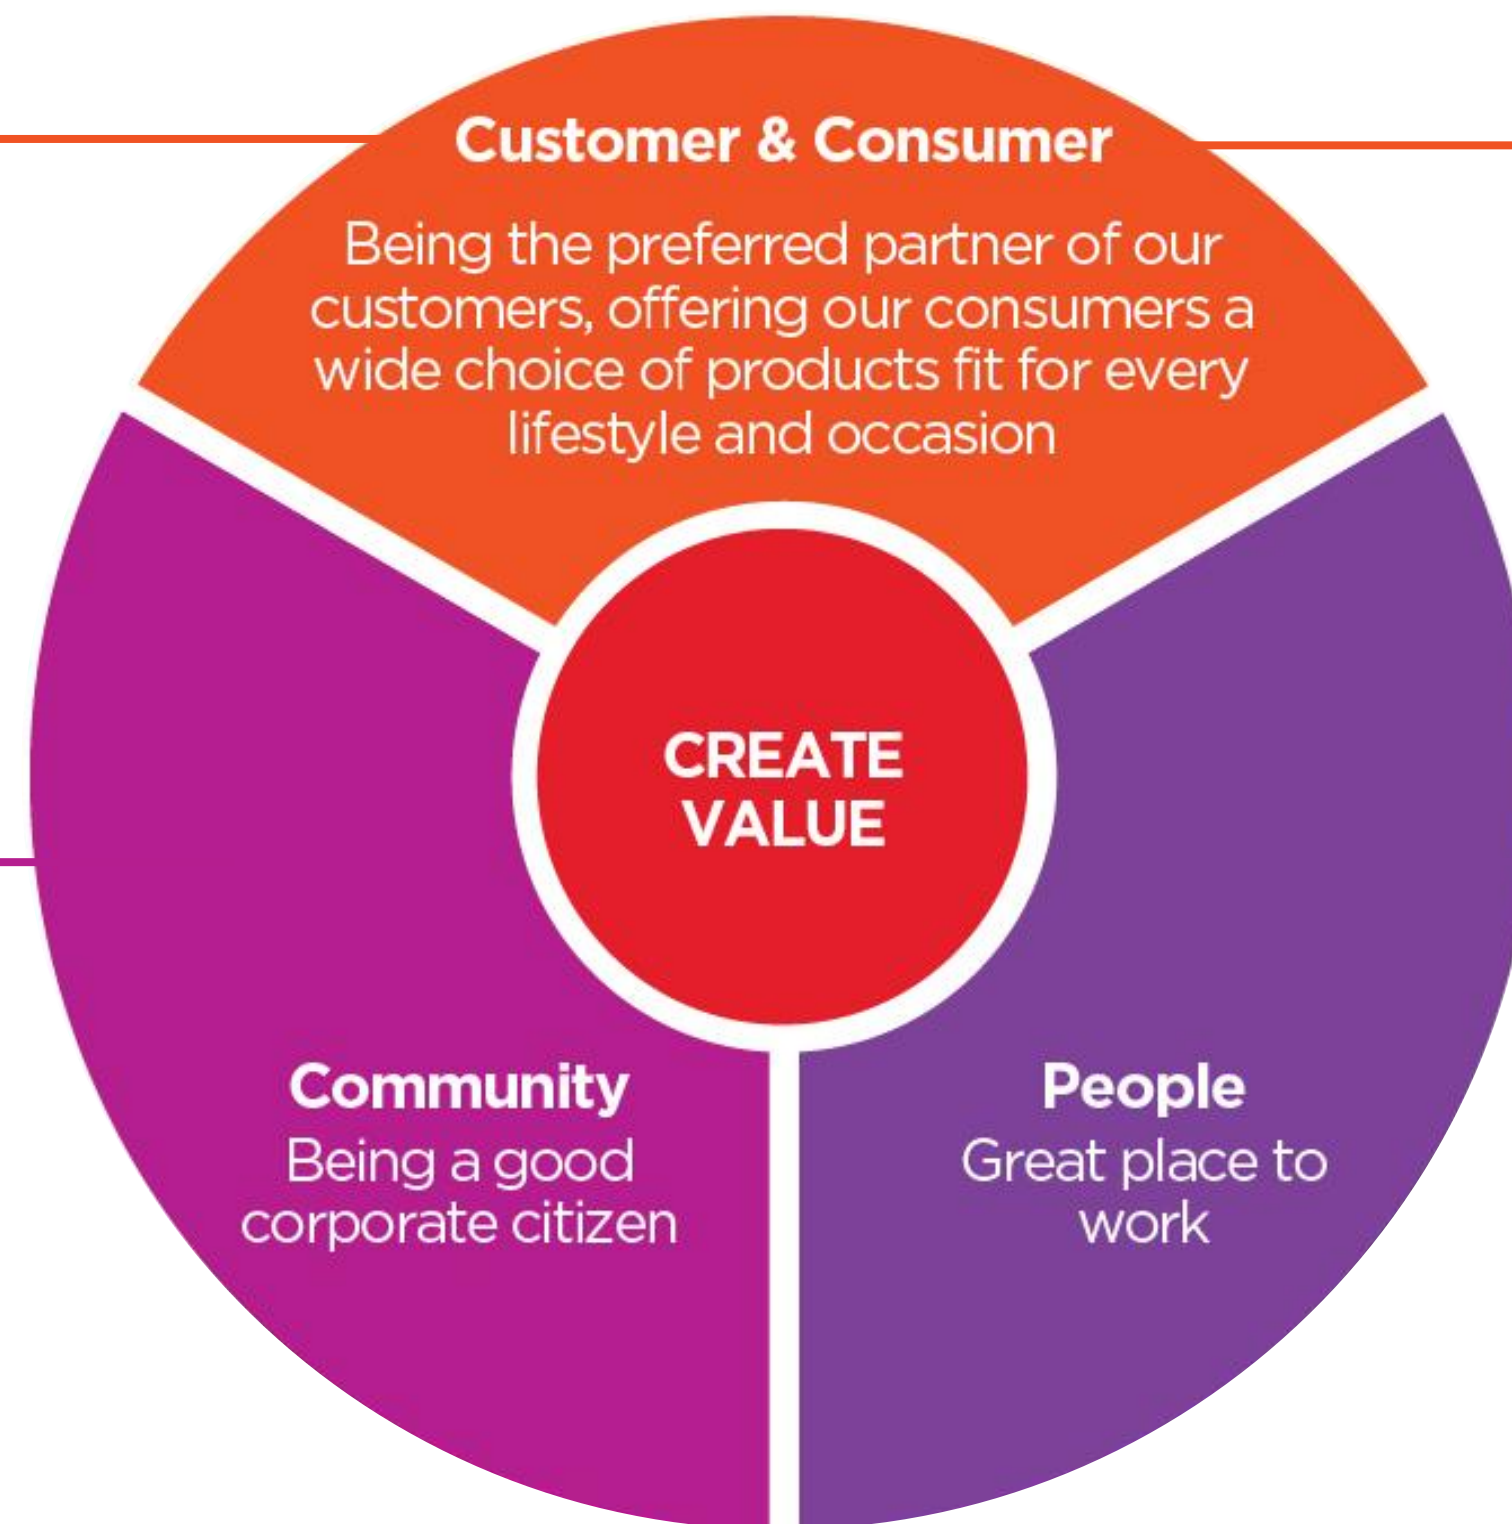 Customer & Consumer
Being the preferred partner of our
customers, offering our consumers a
wide choice of products fit for every
lifestyle and occasion
CREATE
VALUE
Community
Being a good
corporate citizen
People
Great place to
work